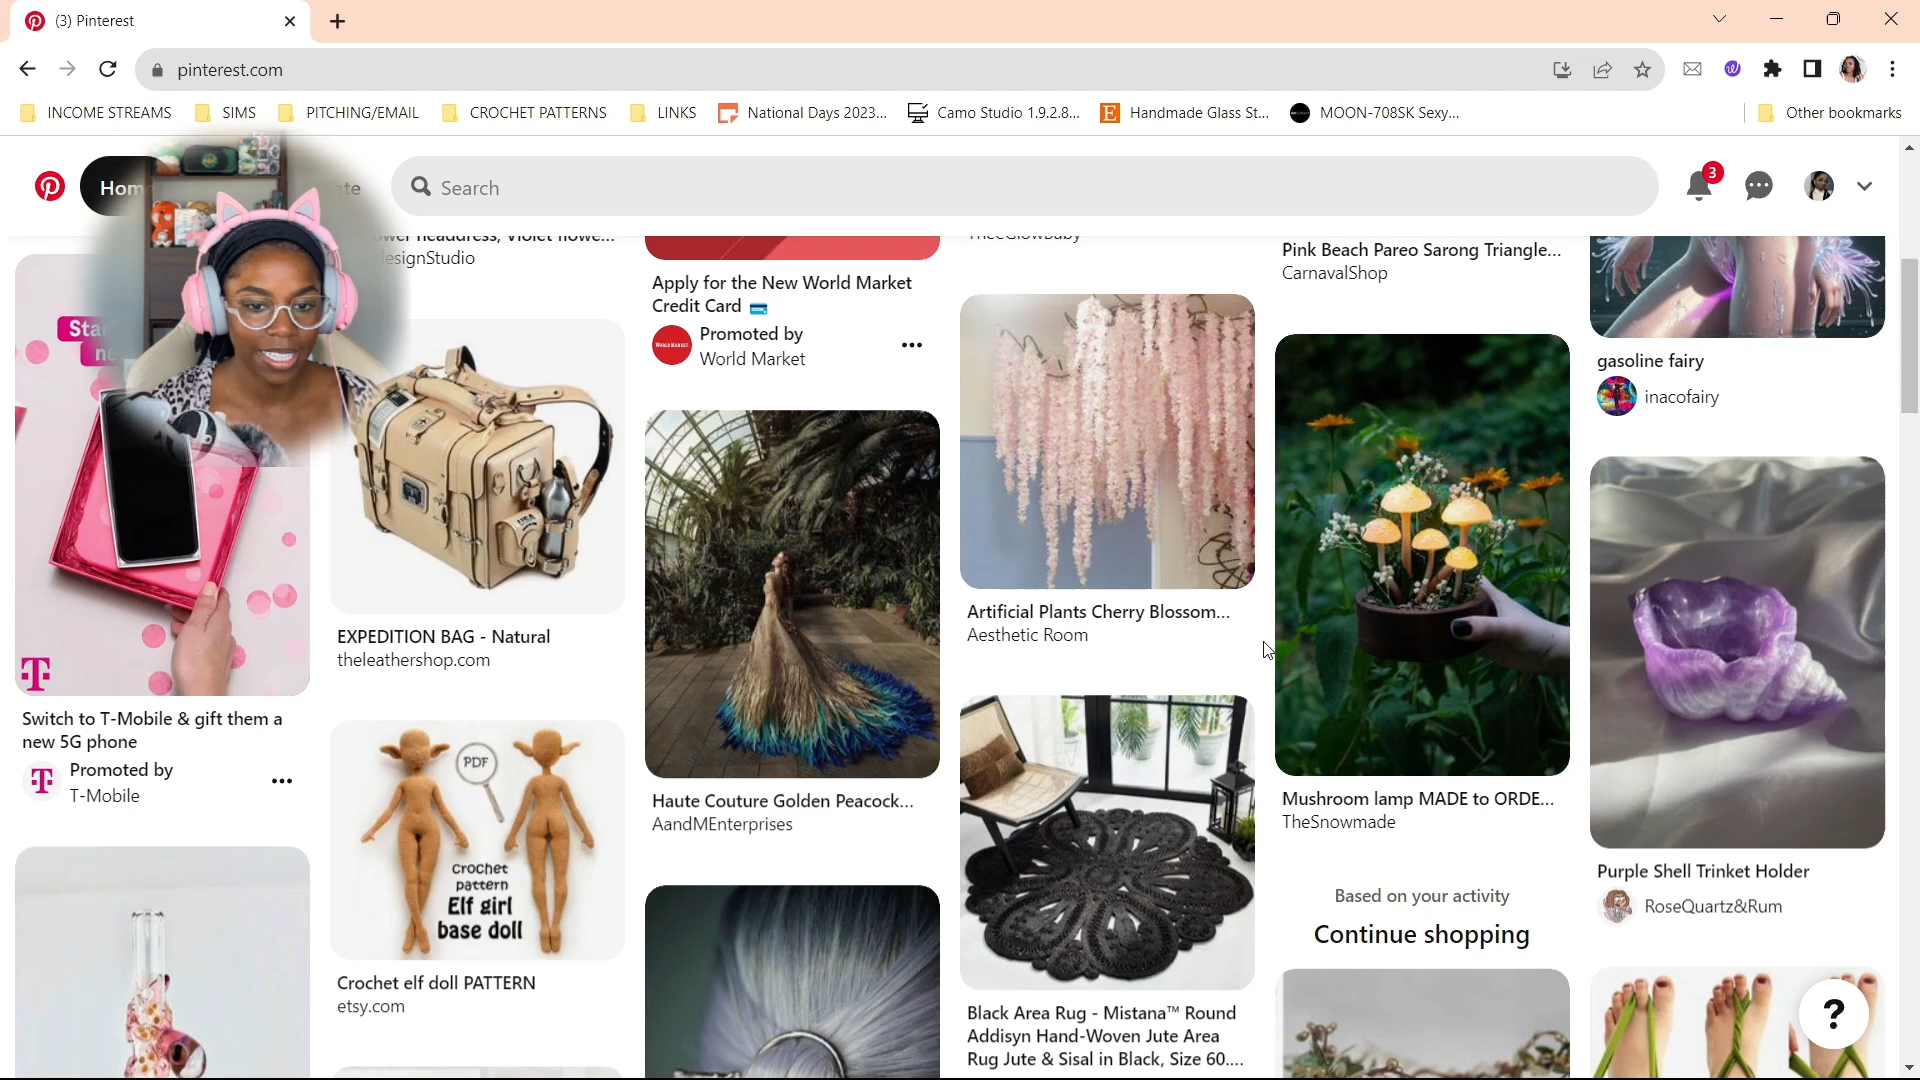 (3) Pinterest
pinterest.com
INCOME STREAMS
SIMS
PITCHING/EMAIL
CROCHET PATTERNS
LINKS
National Days 2023...
Camo Studio 1.9.2.8...
Handmade Glass St...
MOON-708SK Sexy...
Other bookmarks
Home
Search
3
esignStudio
Apply for the New World Market
Credit Card
Promoted by
World Market
Pink Beach Pareo Sarong Triangle...
CarnavalShop
gasoline fairy
inacofairy
EXPEDITION BAG - Natural
theleathershop.com
Artificial Plants Cherry Blossom...
Aesthetic Room
Switch to T-Mobile & gift them a
new 5G phone
Promoted by
T-Mobile
PDF
crochet
pattern
Elf girl
base doll
Crochet elf doll PATTERN
etsy.com
Haute Couture Golden Peacock...
AandMEnterprises
Mushroom lamp MADE to ORDE...
TheSnowmade
Based on your activity
Continue shopping
Purple Shell Trinket Holder
RoseQuartz&Rum
Black Area Rug - Mistana™ Round
Addisyn Hand-Woven Jute Area
Rug Jute & Sisal in Black, Size 60....
?